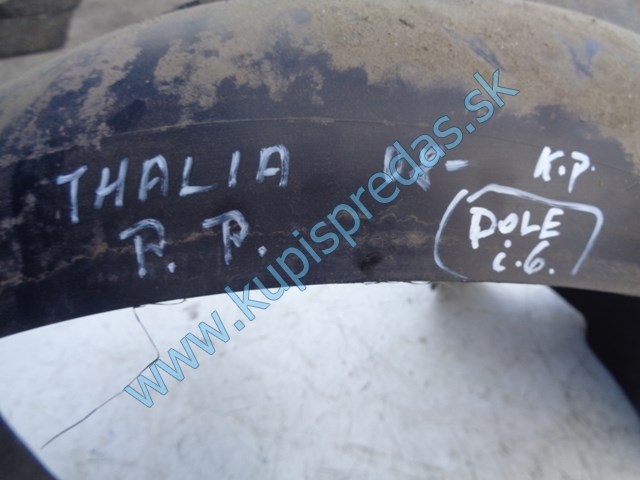 THALIA
P. P.
K.P.
DOLE
i.6.
www.kupispredas.sk